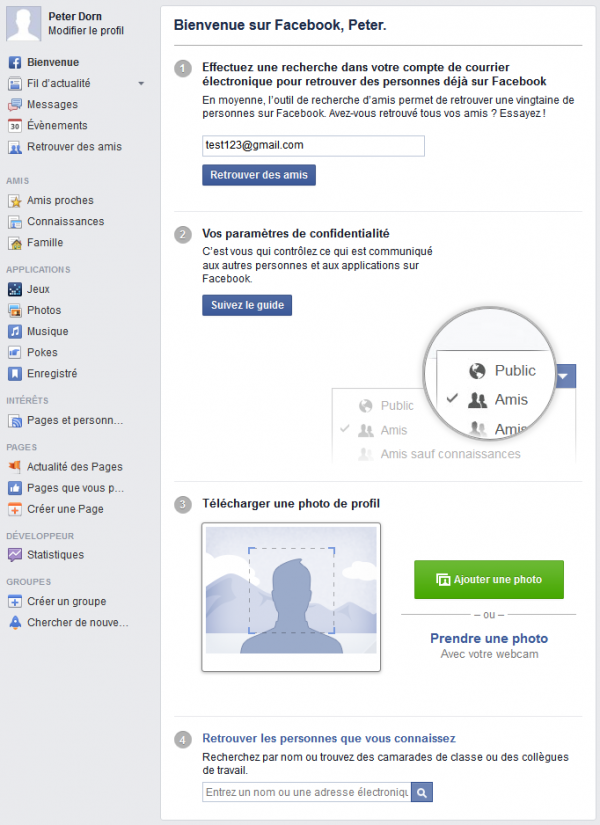 Peter Dorn
Modifier le profil
Bienvenue
Fil d'actualité
Messages
30
Évènements
Retrouver des amis
AMIS
Amis proches
Connaissances
Famille
APPLICATIONS
Jeux
Photos
Musique
Pokes
Enregistré
INTÉRÊTS
Pages et personn...
PAGES
Actualité des Pages
Pages que vous p...
Créer une Page
DÉVELOPPEUR
Statistiques
GROUPES
Créer un groupe
Chercher de nouve...
Bienvenue sur Facebook, Peter.
1
Effectuez une recherche dans votre compte de courrier
électronique pour retrouver des personnes déjà sur Facebook
En moyenne, l'outil de recherche d'amis permet de retrouver une vingtaine de
personnes sur Facebook. Avez-vous retrouvé tous vos amis ? Essayez !
test123@gmail.com
Retrouver des amis
2
Vos paramètres de confidentialité
C'est vous qui contrôlez ce qui est communiqué
aux autres personnes et aux applications sur
Facebook.
Suivez le guide
Public
Amis
Amis
Public
Amis
Amis sauf connaissances
3
Télécharger une photo de profil
Ajouter une photo
– ou –
Prendre une photo
Avec votre webcam
4
Retrouver les personnes que vous connaissez
Recherchez par nom ou trouvez des camarades de classe ou des collègues
de travail.
Entrez un nom ou une adresse électroniqu